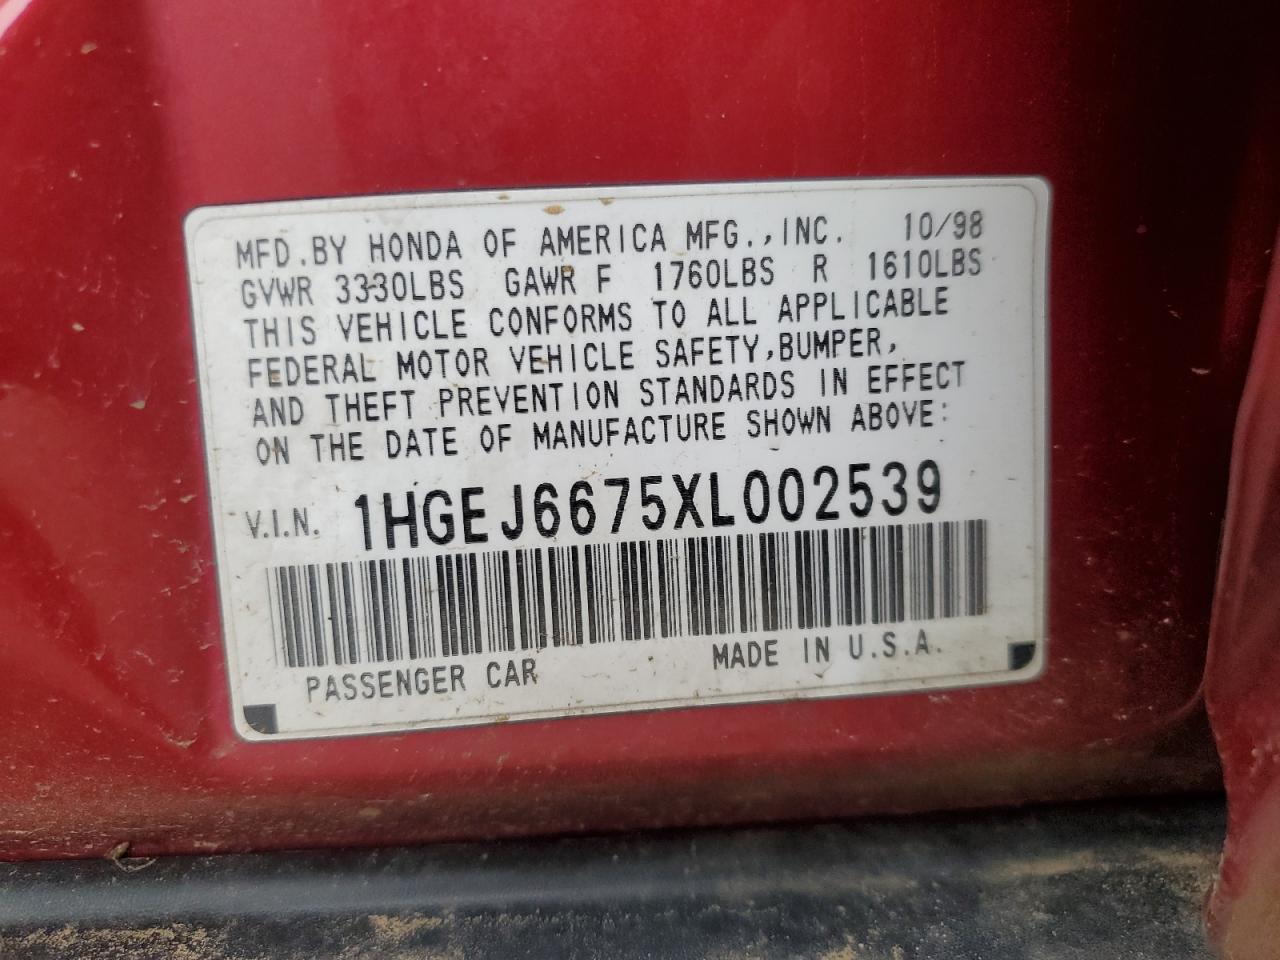 MFD.BY HONDA OF AMERICA MFG.,INC. 10/98
GVWR 3330LBS GAWR F 1760LBS R 1610LBS
THIS VEHICLE CONFORMS TO ALL APPLICABLE
FEDERAL MOTOR VEHICLE SAFETY,BUMPER,
AND THEFT PREVENTION STANDARDS IN EFFECT
ON THE DATE OF MANUFACTURE SHOWN ABOVE:
V.I.N. 1HGEJ6675XL002539
PASSENGER CAR MADE IN U.S.A.